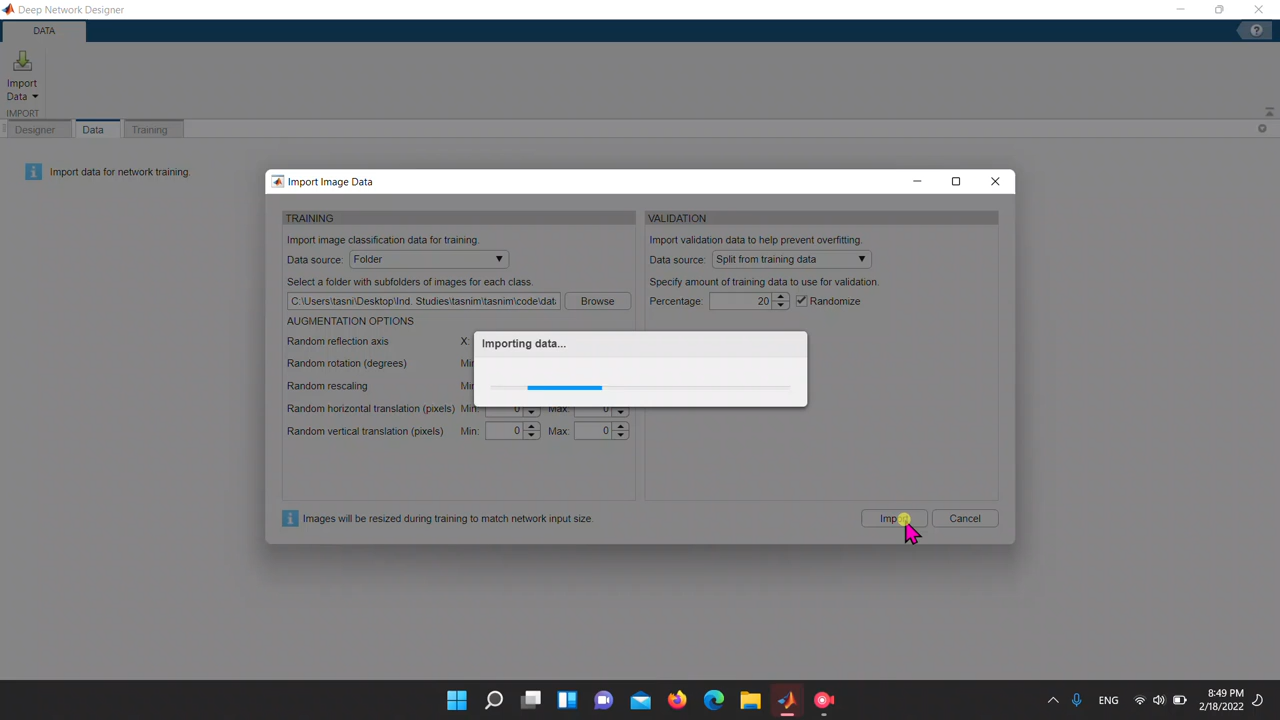 Deep Network Designer
DATA
Import
Data
IMPORT
Designer
Data
Training
Import data for network training.
Import Image Data
TRAINING
Import image classification data for training.
Data source: Folder
Select a folder with subfolders of images for each class.
C:\Users\tasni\Desktop\Ind. Studies\tasnim\tasnim\code\dat
Browse
AUGMENTATION OPTIONS
Random reflection axis X:
Random rotation (degrees)
Random rescaling
Random horizontal translation (pixels) Min: 0 Max: 0
Random vertical translation (pixels) Min: 0 Max: 0
VALIDATION
Import validation data to help prevent overfitting.
Data source: Split from training data
Specify amount of training data to use for validation.
Percentage: 20 Randomize
Importing data...
Images will be resized during training to match network input size.
Cancel
ENG
8:49 PM
2/18/2022